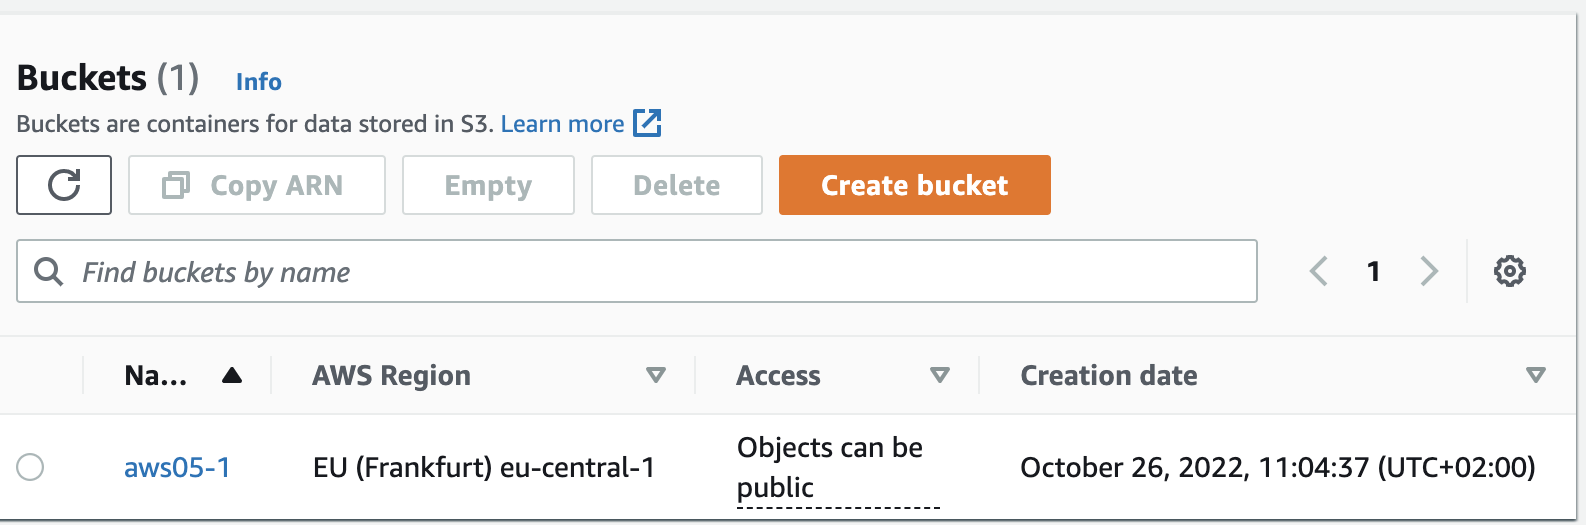 Buckets (1) Info
Buckets are containers for data stored in S3. Learn more
Copy ARN Empty Delete Create bucket
Find buckets by name 1
Na... AWS Region Access Creation date
aws05-1 EU (Frankfurt) eu-central-1 Objects can be October 26, 2022, 11:04:37 (UTC+02:00)
public